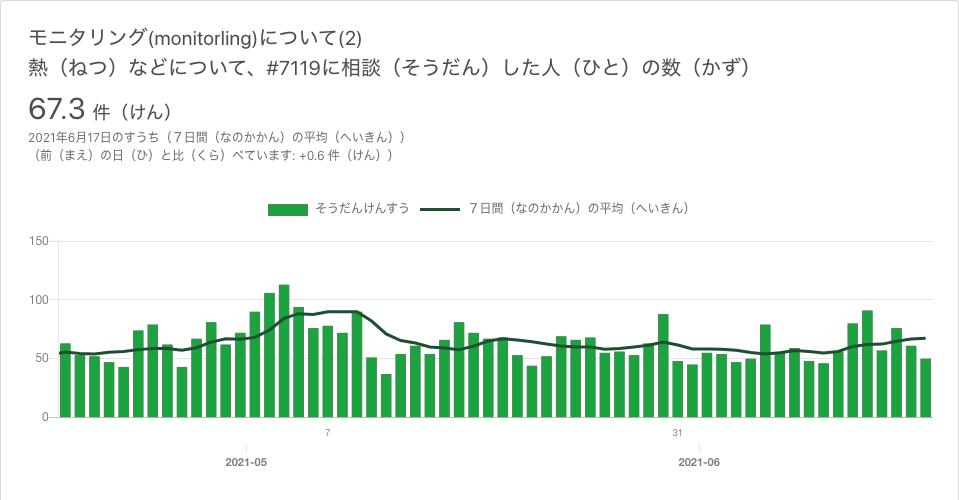 モニタリング(monitorling)について(2)
熱（ねつ）などについて、#7119に相談（そうだん）した人（ひと）の数（かず）
67.3 件（けん）
2021年6月17日のすうち（７日間（なのかかん）の平均（へいきん））
（前（まえ）の日（ひ）と比（くら）べています: +0.6 件（けん））
そうだんけんすう ７日間（なのかかん）の平均（へいきん）
150
100
50
0
7 31
2021-05 2021-06